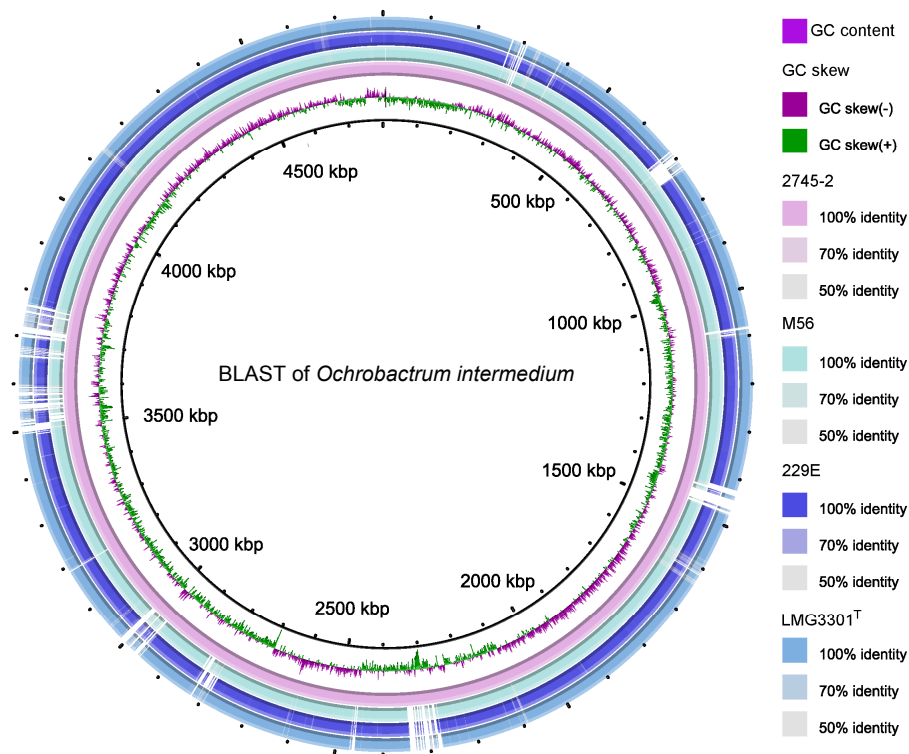 BLAST of Ochrobactrum intermedium
500 kbp
1000 kbp
1500 kbp
2000 kbp
2500 kbp
3000 kbp
3500 kbp
4000 kbp
4500 kbp
GC content
GC skew
GC skew(-)
GC skew(+)
2745-2
100% identity
70% identity
50% identity
M56
100% identity
70% identity
50% identity
229E
100% identity
70% identity
50% identity
LMG3301ᵀ
100% identity
70% identity
50% identity